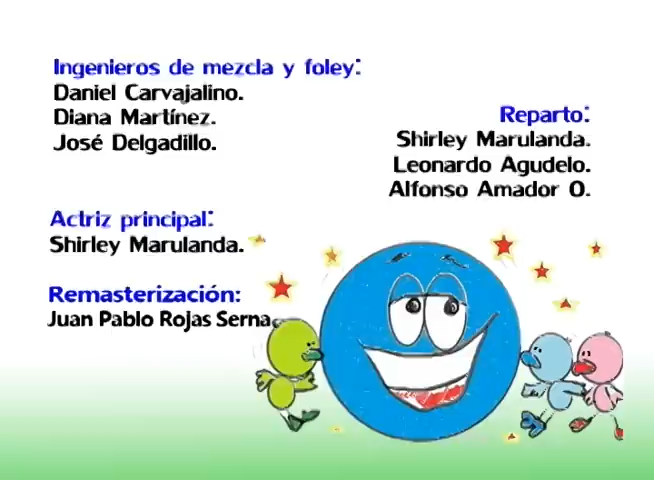 Ingenieros de mezcla y foley:
Daniel Carvajalino.
Diana Martínez.
José Delgadillo.
Reparto:
Shirley Marulanda.
Leonardo Agudelo.
Alfonso Amador O.
Actriz principal:
Shirley Marulanda.
Remasterización:
Juan Pablo Rojas Serna.